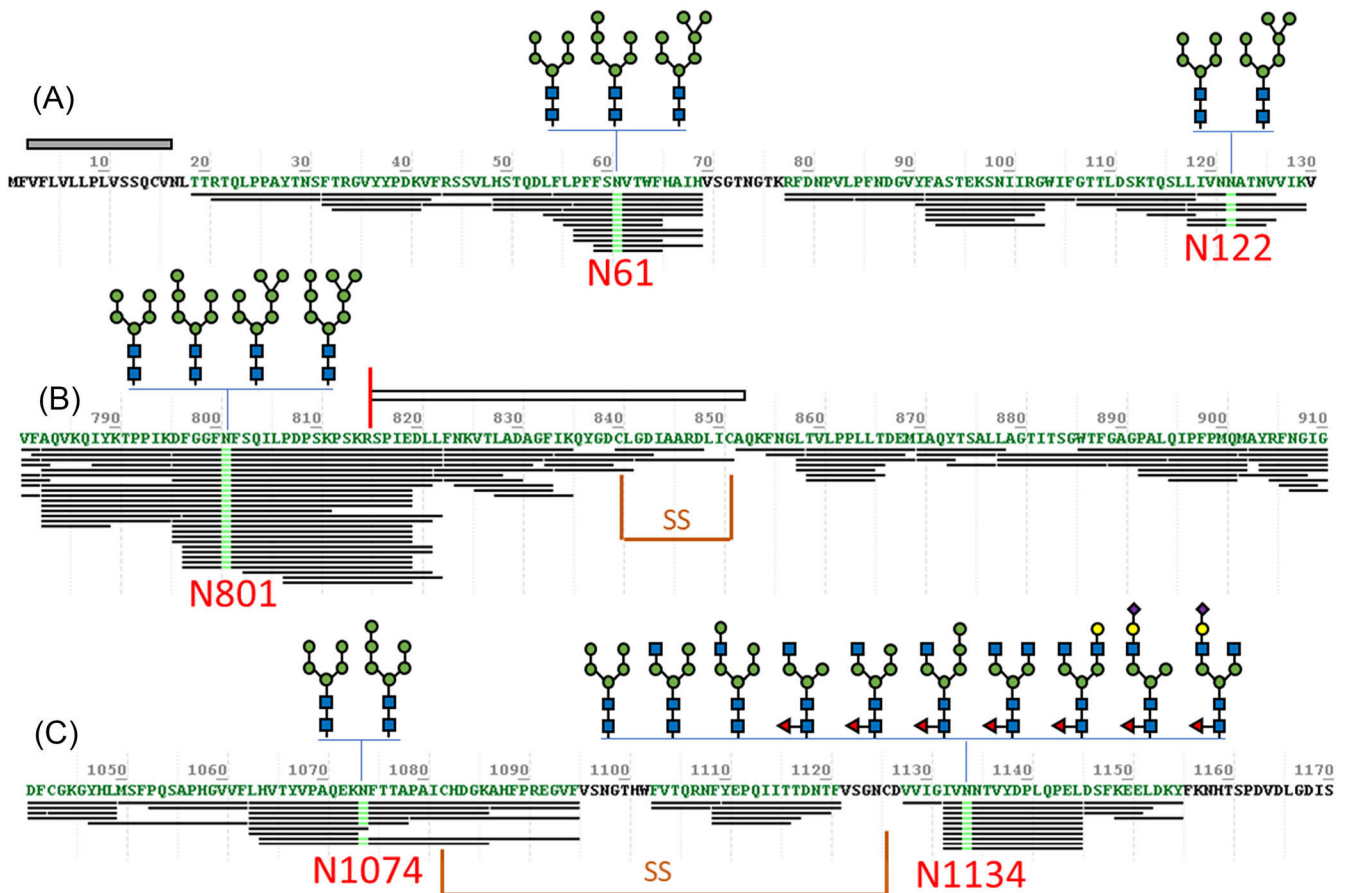 (A)
10 20 30 40 50 60 70 80 90 100 110 120 130
MFVFLVLLPLVSSQCVNLTTRTQLPPAYTNSFTRGVYYPDKVFRSSVLHSTQDLFLPFFSNVTWFHAIHVSGTNGTKRFDNPVLPFNDGVYFASTEKSNIIRGWIFGTTLDSKTQSLLIVNNATNVVIKV
N61 N122
(B)
790 800 810 820 830 840 850 860 870 880 890 900 910
VFAQVKQIYKTPPIKDFGGFNFSQILPDPSKPSKRSPIEDLLFNKVTLADAGFIKQYGDCLGDIAARDLICAQKFNGLTVLPPLLTDEMIAQYTSALLAGTITSGWTFGAGPALQIPFPMQMAYRFNGIG
SS
N801
(C)
1050 1060 1070 1080 1090 1100 1110 1120 1130 1140 1150 1160 1170
DFCGKGYHLMSFPQSAPHGVVFLHVTYVPAQEKNFTTAPAICHDGKAHFPREGVFVSNGTHWFVTQRNFYEPQIITTDNTFVSGNCDVVIGIVNNTVYDPLQPELDSFKEELDKYFKNHTSPDVDLGDIS
N1074 SS N1134